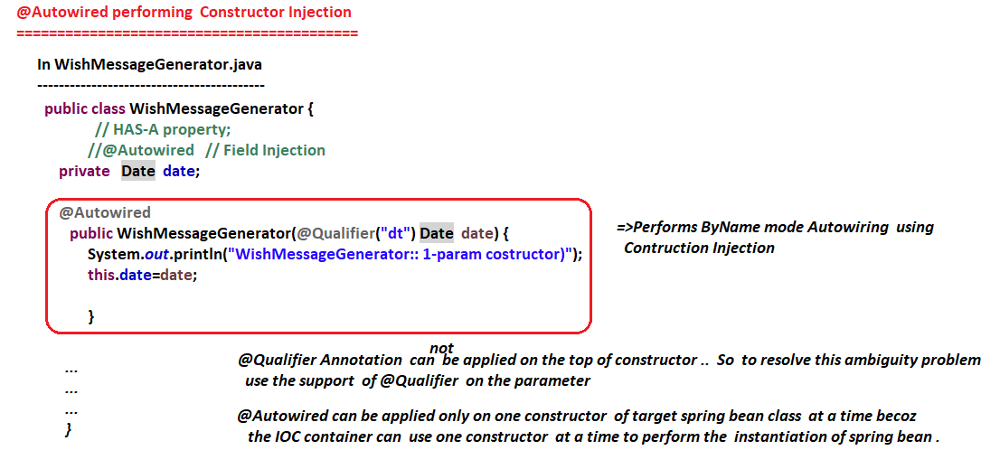 @Autowired performing Constructor Injection
==========================================
In WishMessageGenerator.java
------------------------------------------
public class WishMessageGenerator {
// HAS-A property;
//@Autowired // Field Injection
private Date date;
@Autowired
public WishMessageGenerator(@Qualifier("dt") Date date) {
System.out.println("WishMessageGenerator:: 1-param costructor)");
this.date=date;
}
=>Performs ByName mode Autowiring using
Contruction Injection
not
@Qualifier Annotation can be applied on the top of constructor .. So to resolve this ambiguity problem
use the support of @Qualifier on the parameter
...
...
...
}
@Autowired can be applied only on one constructor of target spring bean class at a time becoz
the IOC container can use one constructor at a time to perform the instantiation of spring bean .